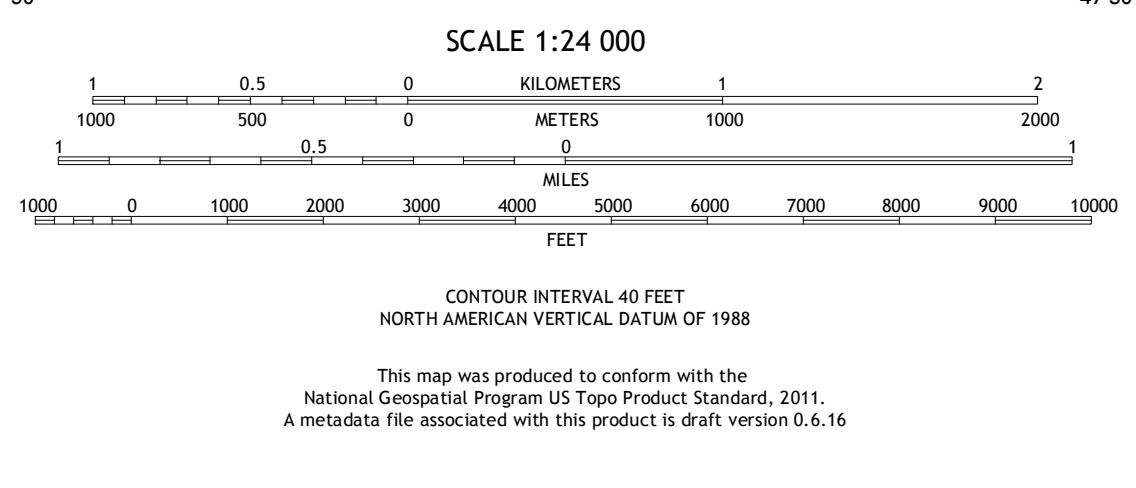 SCALE 1:24 000
1 0.5 0 KILOMETERS 1 2
1000 500 0 METERS 1000 2000
1 0.5 0 1
MILES
1000 0 1000 2000 3000 4000 5000 6000 7000 8000 9000 10000
FEET
CONTOUR INTERVAL 40 FEET
NORTH AMERICAN VERTICAL DATUM OF 1988
This map was produced to conform with the
National Geospatial Program US Topo Product Standard, 2011.
A metadata file associated with this product is draft version 0.6.16